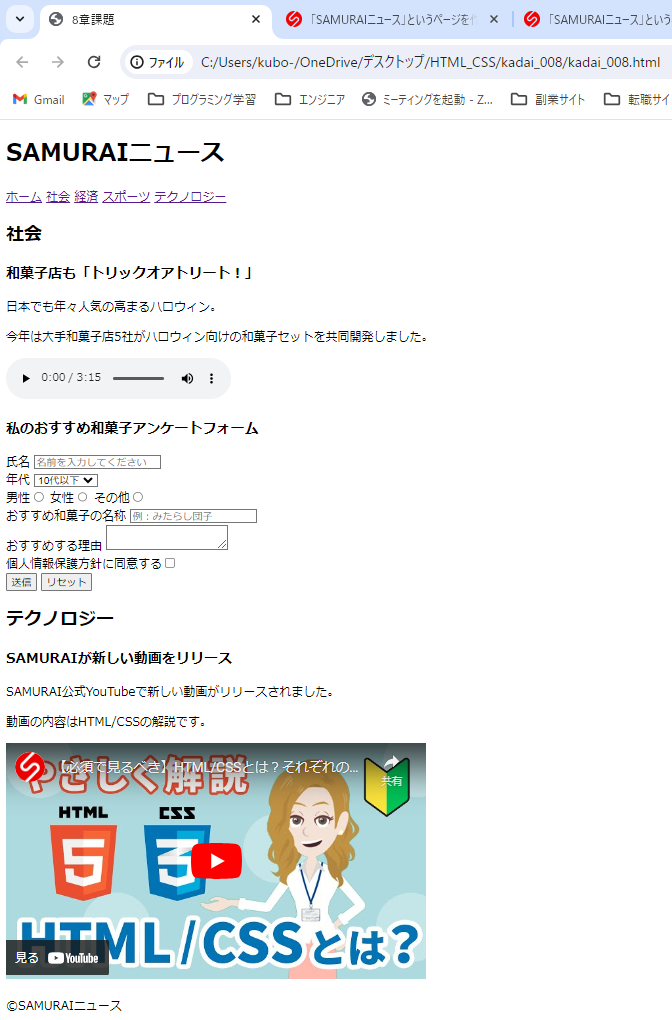 8章課題
「SAMURAIニュース」というページを
「SAMURAIニュース」という
ファイル C:/Users/kubo-/OneDrive/デスクトップ/HTML_CSS/kadai_008/kadai_008.html
Gmail マップ プログラミング学習 エンジニア ミーティングを起動 - Z... 副業サイト 転職サイ
SAMURAIニュース
ホーム 社会 経済 スポーツ テクノロジー
社会
和菓子店も「トリックオアトリート！」
日本でも年々人気の高まるハロウィン。
今年は大手和菓子店5社がハロウィン向けの和菓子セットを共同開発しました。
0:00 / 3:15
私のおすすめ和菓子アンケートフォーム
氏名 名前を入力してください
年代 10代以下
男性 女性 その他
おすすめ和菓子の名称 例：みたらし団子
おすすめする理由
個人情報保護方針に同意する
送信 リセット
テクノロジー
SAMURAIが新しい動画をリリース
SAMURAI公式YouTubeで新しい動画がリリースされました。
動画の内容はHTML/CSSの解説です。
【必須で見るべき】HTML/CSSとは？それぞれの...
共有
やさしく解説
HTML CSS
5 3
HTML/CSSとは？
見る YouTube
©SAMURAIニュース